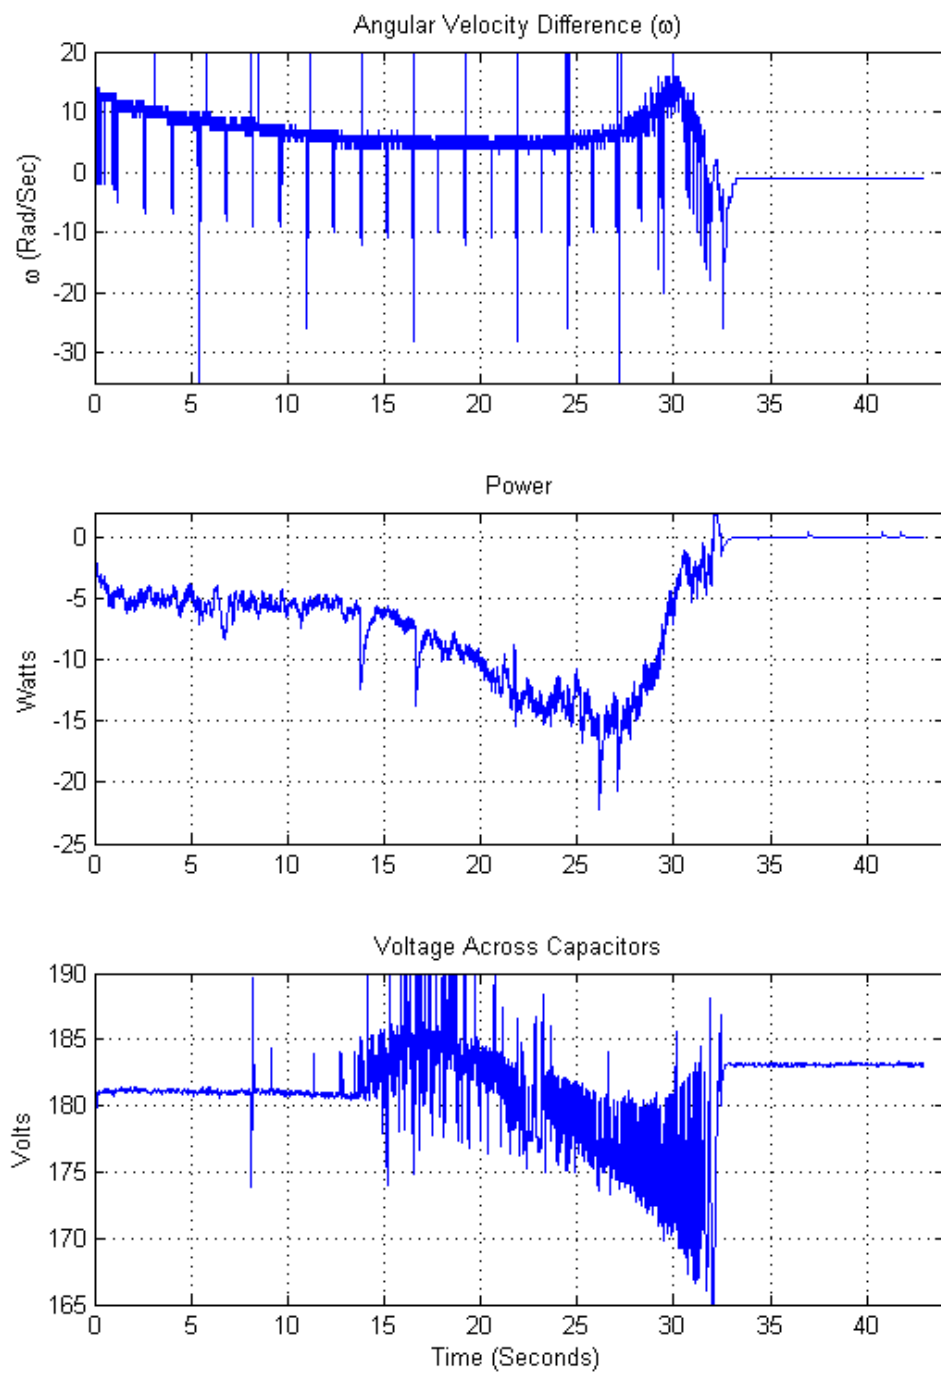 Angular Velocity Difference (ω)
20
10
0
-10
-20
-30
ω (Rad/Sec)
0 5 10 15 20 25 30 35 40
Power
0
-5
-10
-15
-20
-25
Watts
0 5 10 15 20 25 30 35 40
Voltage Across Capacitors
190
185
180
175
170
165
Volts
0 5 10 15 20 25 30 35 40
Time (Seconds)